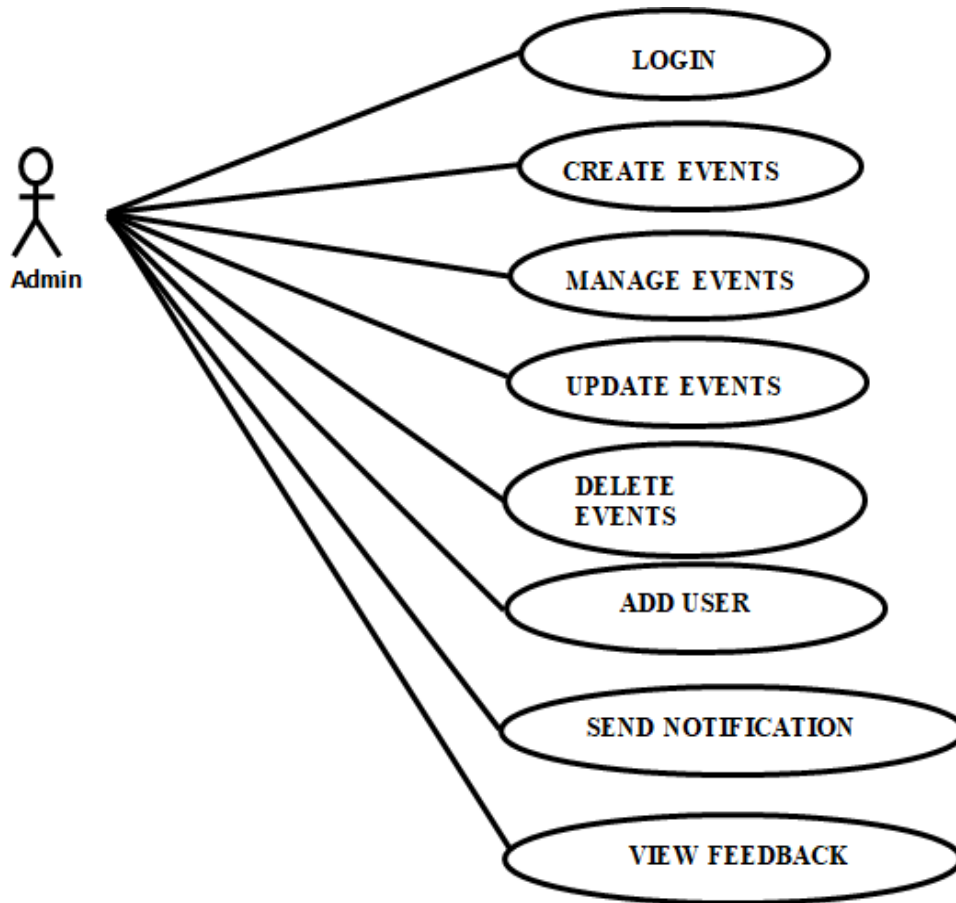 LOGIN
CREATE EVENTS
Admin
MANAGE EVENTS
UPDATE EVENTS
DELETE
EVENTS
ADD USER
SEND NOTIFICATION
VIEW FEEDBACK